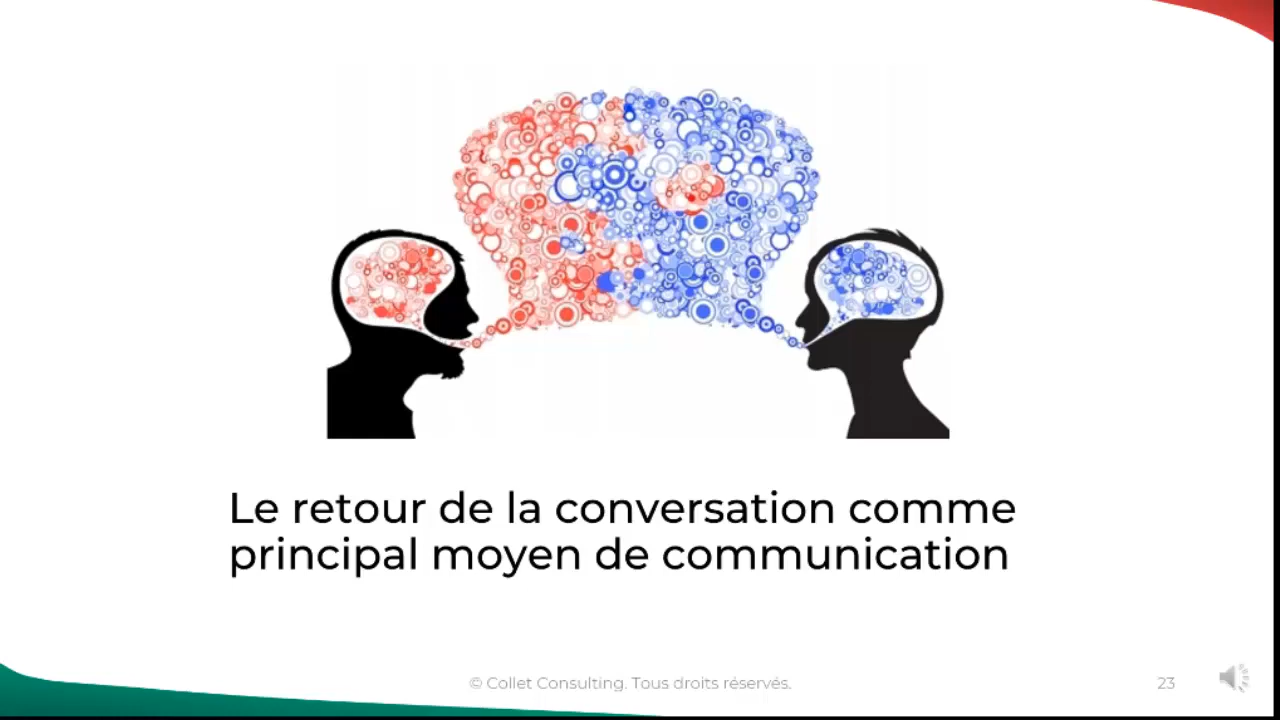 Le retour de la conversation comme
principal moyen de communication
© Collet Consulting. Tous droits réservés.
23